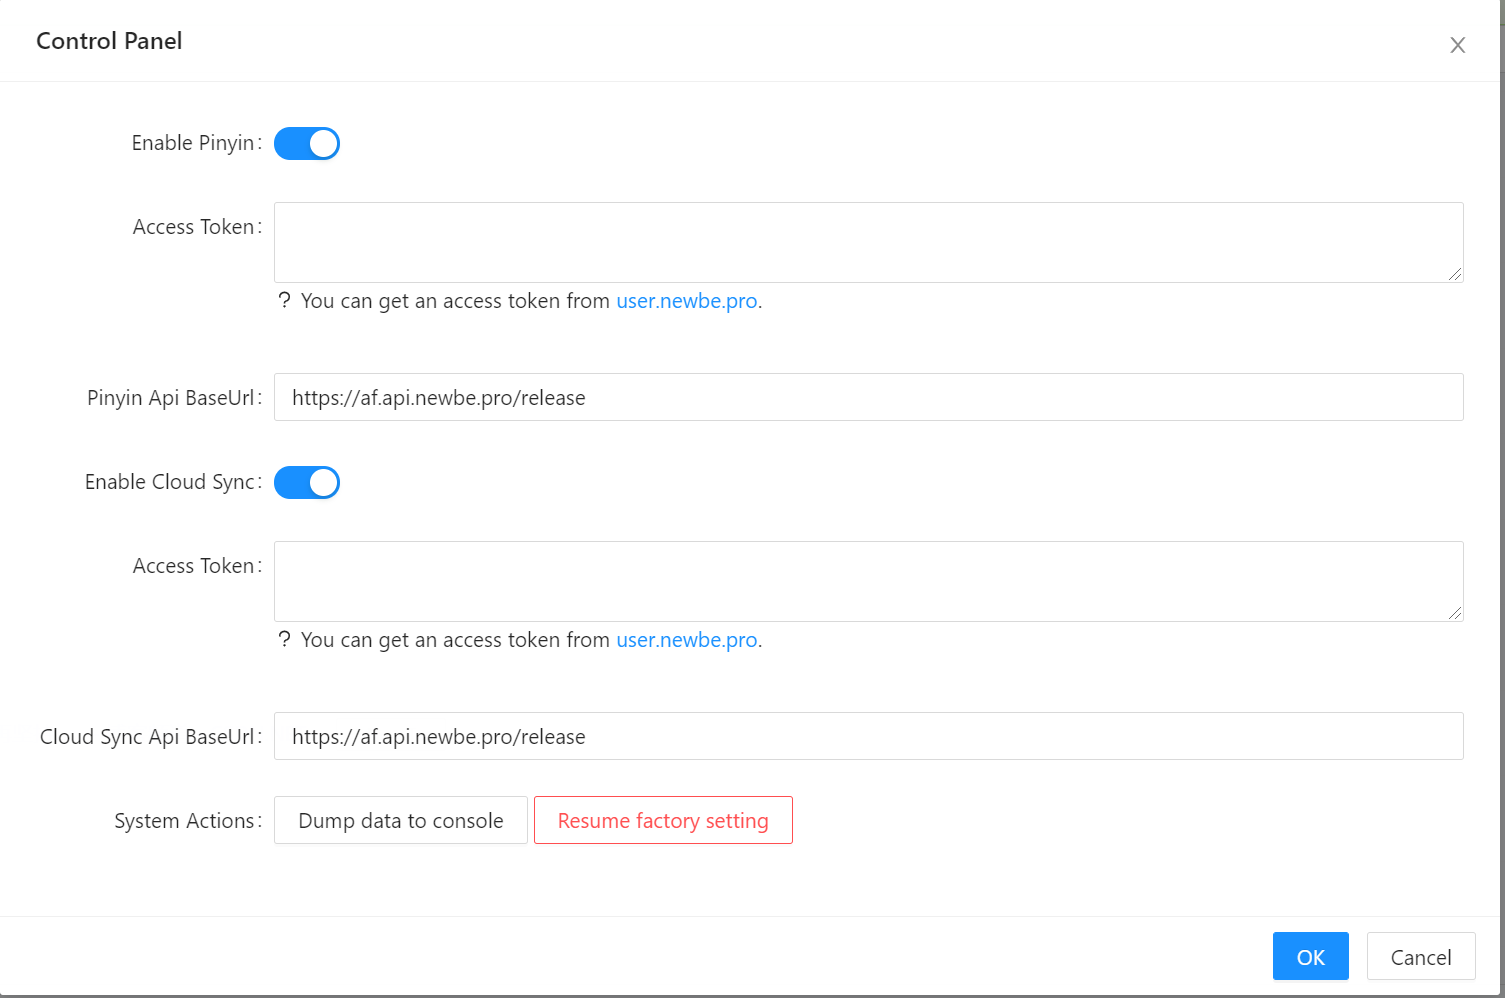 Control Panel
Enable Pinyin:
Access Token:
? You can get an access token from user.newbe.pro.
Pinyin Api BaseUrl: https://af.api.newbe.pro/release
Enable Cloud Sync:
Access Token:
? You can get an access token from user.newbe.pro.
Cloud Sync Api BaseUrl: https://af.api.newbe.pro/release
System Actions: Dump data to console Resume factory setting
OK Cancel